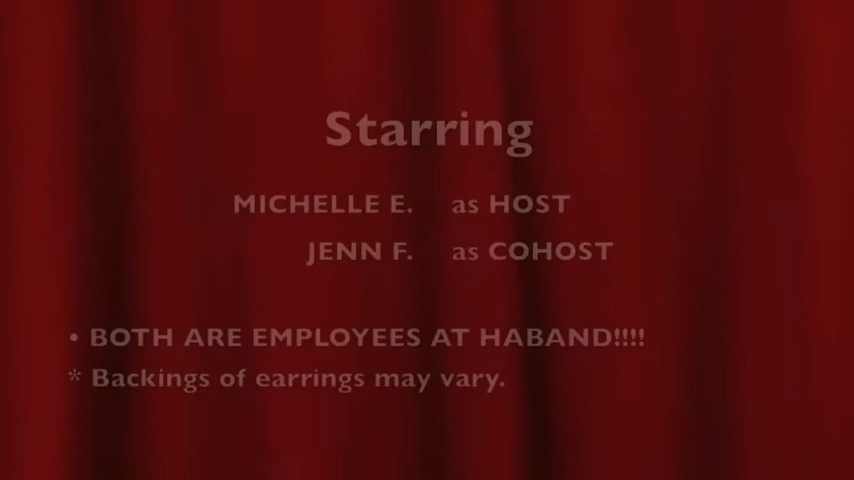 Starring
MICHELLE E. as HOST
JENN F. as COHOST
• BOTH ARE EMPLOYEES AT HABAND!!!!
* Backings of earrings may vary.